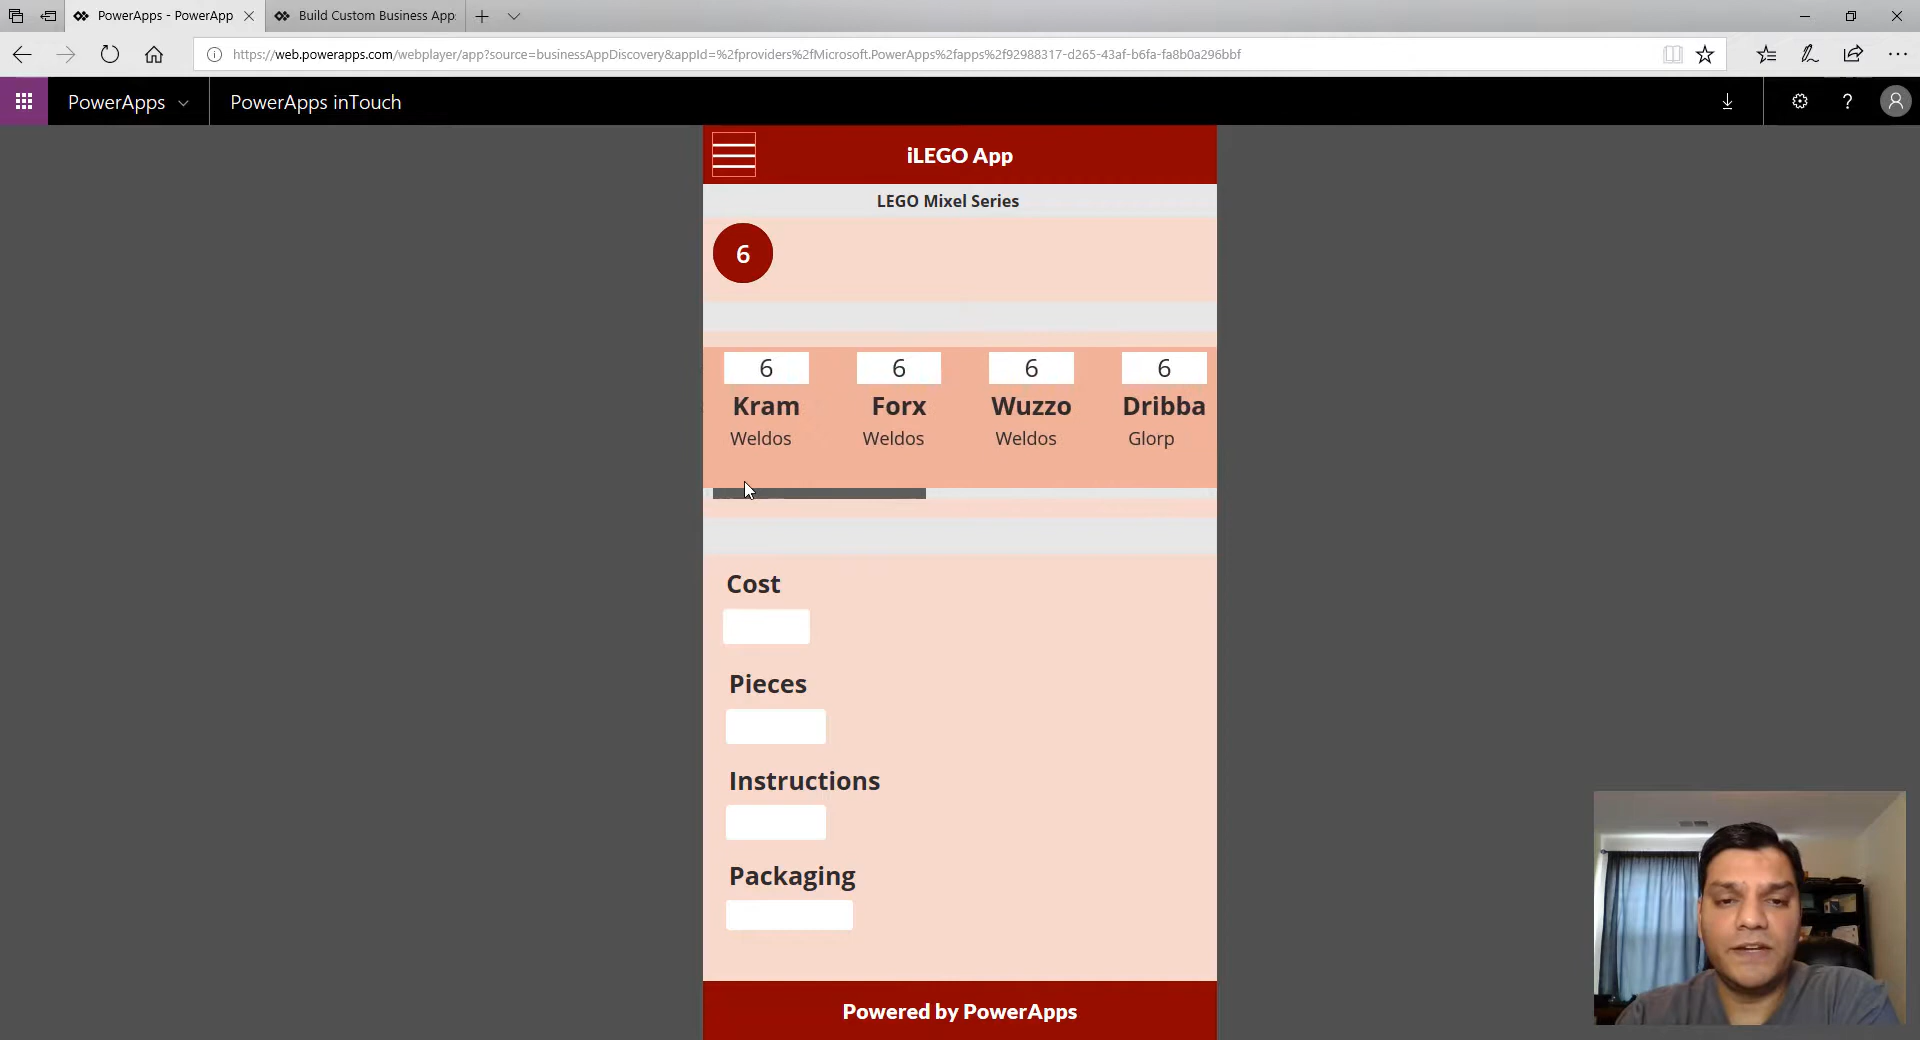 PowerApps - PowerApp
Build Custom Business App
https://web.powerapps.com/webplayer/app?source=businessAppDiscovery&appId=%2fproviders%2fMicrosoft.PowerApps%2fapps%2f92988317-d265-43af-b6fa-fa8b0a296bbf
PowerApps
PowerApps inTouch
?
iLEGO App
LEGO Mixel Series
6
6 6 6 6
Kram Forx Wuzzo Dribba
Weldos Weldos Weldos Glorp
Cost
Pieces
Instructions
Packaging
Powered by PowerApps